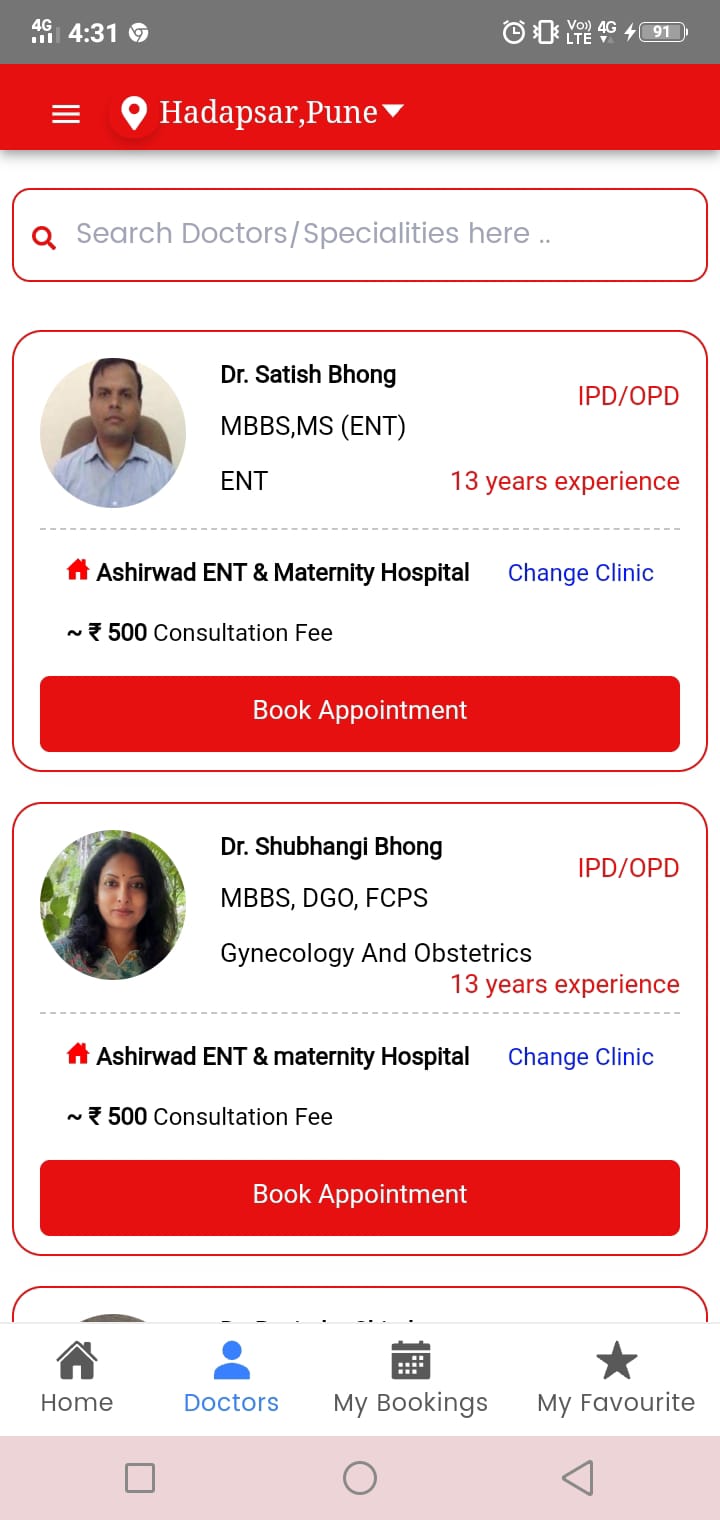 4G 4:31 Vo)) LTE 4G 91
Hadapsar,Pune
Search Doctors/Specialities here ..
Dr. Satish Bhong
IPD/OPD
MBBS,MS (ENT)
ENT 13 years experience
Ashirwad ENT & Maternity Hospital Change Clinic
~ ₹ 500 Consultation Fee
Book Appointment
Dr. Shubhangi Bhong
IPD/OPD
MBBS, DGO, FCPS
Gynecology And Obstetrics
13 years experience
Ashirwad ENT & maternity Hospital Change Clinic
~ ₹ 500 Consultation Fee
Book Appointment
Home Doctors My Bookings My Favourite